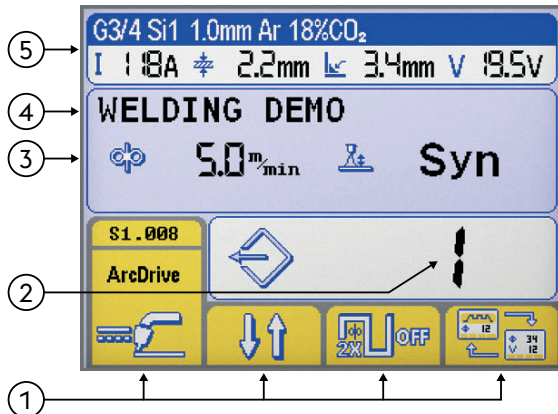 G3/4 Si1 1.0mm Ar 18%CO₂
I 118A 2.2mm 3.4mm V 19.5V
WELDING DEMO
5.0 m/min Syn
S1.008
ArcDrive
1
2X OFF
12
34
V 12
5
4
3
2
1